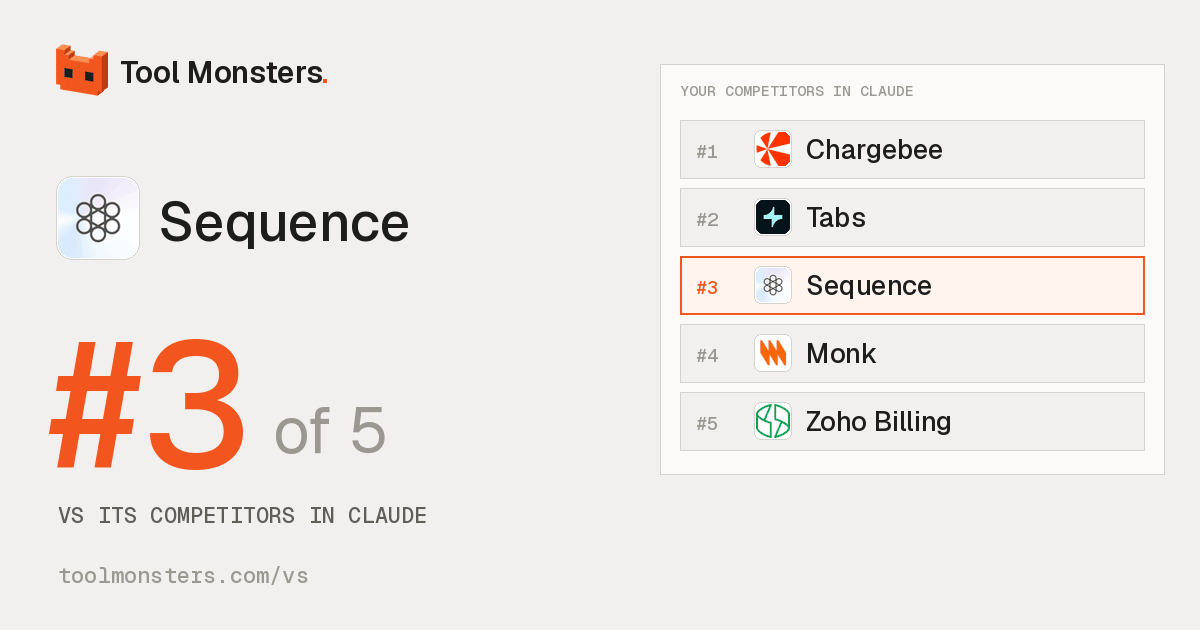 Tool Monsters.
Sequence
#3 of 5
VS ITS COMPETITORS IN CLAUDE
toolmonsters.com/vs
YOUR COMPETITORS IN CLAUDE
#1 Chargebee
#2 Tabs
#3 Sequence
#4 Monk
#5 Zoho Billing